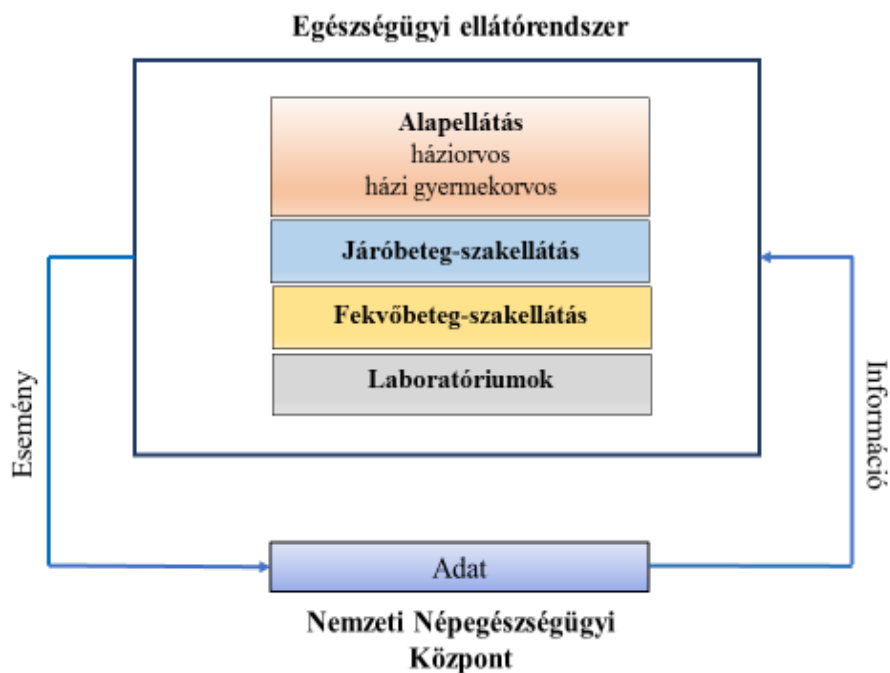 Egészségügyi ellátórendszer
Alapellátás
háziorvos
házi gyermekorvos
Járóbeteg-szakellátás
Fekvőbeteg-szakellátás
Laboratóriumok
Esemény
Információ
Adat
Nemzeti Népegészségügyi
Központ